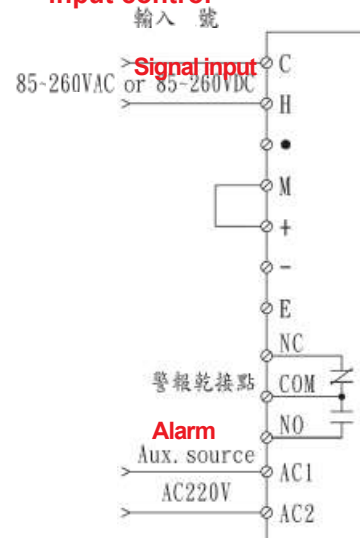 Input control
輸入 號
Signal input
C
85~260VAC or 85~260VDC
H
●
M
+
-
E
NC
警報乾接點 COM
NO
Alarm
Aux. source
AC1
AC220V
AC2